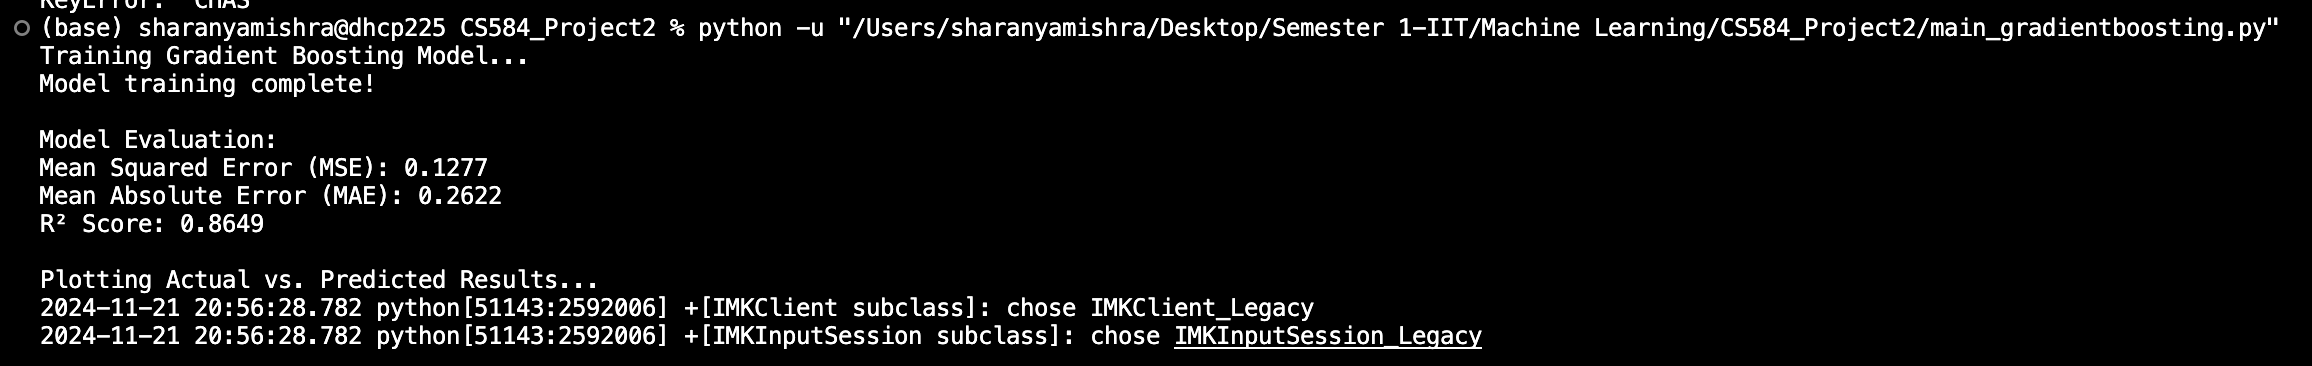 KeyError: 'CHAS'
(base) sharanyamishra@dhcp225 CS584_Project2 % python -u "/Users/sharanyamishra/Desktop/Semester 1-IIT/Machine Learning/CS584_Project2/main_gradientboosting.py"
Training Gradient Boosting Model...
Model training complete!
Model Evaluation:
Mean Squared Error (MSE): 0.1277
Mean Absolute Error (MAE): 0.2622
R² Score: 0.8649
Plotting Actual vs. Predicted Results...
2024-11-21 20:56:28.782 python[51143:2592006] +[IMKClient subclass]: chose IMKClient_Legacy
2024-11-21 20:56:28.782 python[51143:2592006] +[IMKInputSession subclass]: chose IMKInputSession_Legacy